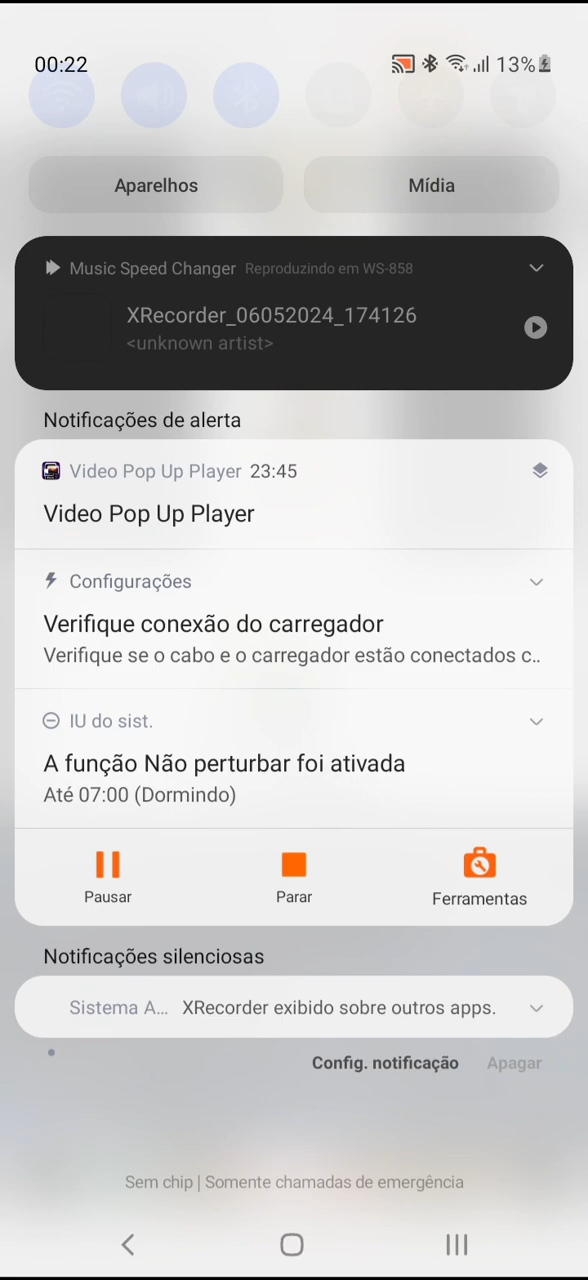 00:22
13%
Aparelhos
Mídia
Music Speed Changer Reproduzindo em WS-858
XRecorder_06052024_174126
<unknown artist>
Notificações de alerta
Video Pop Up Player 23:45
Video Pop Up Player
Configurações
Verifique conexão do carregador
Verifique se o cabo e o carregador estão conectados c..
IU do sist.
A função Não perturbar foi ativada
Até 07:00 (Dormindo)
Pausar Parar Ferramentas
Notificações silenciosas
Sistema A... XRecorder exibido sobre outros apps.
Config. notificação Apagar
Sem chip | Somente chamadas de emergência